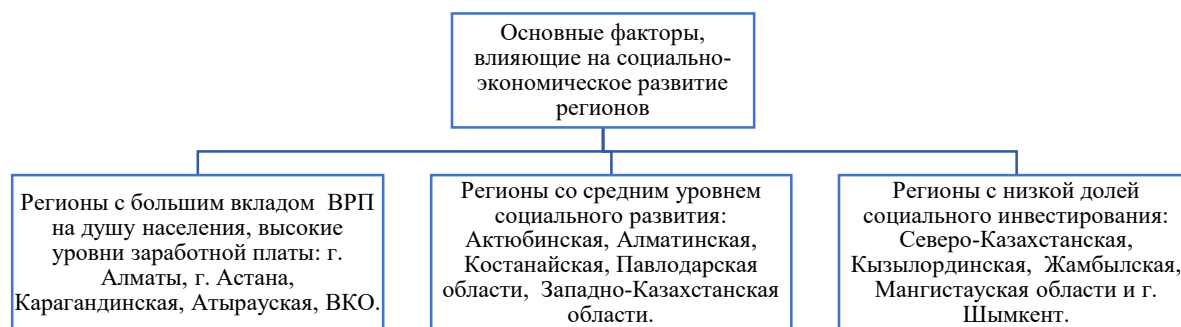 Основные факторы,
влияющие на социально-
экономическое развитие
регионов
Регионы с большим вкладом ВРП
на душу населения, высокие
уровни заработной платы: г.
Алматы, г. Астана,
Карагандинская, Атырауская, ВКО.
Регионы со средним уровнем
социального развития:
Актюбинская, Алматинская,
Костанайская, Павлодарская
области, Западно-Казахстанская
области.
Регионы с низкой долей
социального инвестирования:
Северо-Казахстанская,
Кызылординская, Жамбылская,
Мангистауская области и г.
Шымкент.